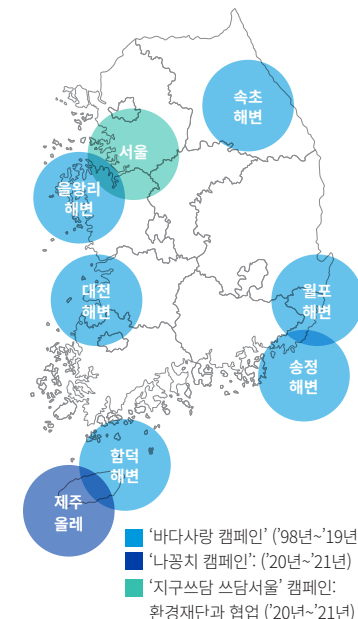 속초
해변
서울
을왕리
해변
대천
해변
월포
해변
송정
해변
함덕
해변
제주
올레
‘바다사랑 캠페인’ (’98년~’19년
‘나꽁치 캠페인’: (’20년~’21년)
‘지구쓰담 쓰담서울’ 캠페인:
환경재단과 협업 (’20년~’21년)